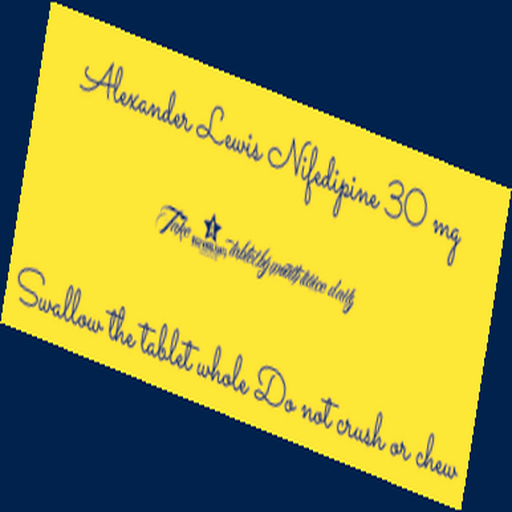 Alexander Lewis Nifedipine 30 mg
Take tablet by mouth twice daily
Swallow the tablet whole Do not crush or chew